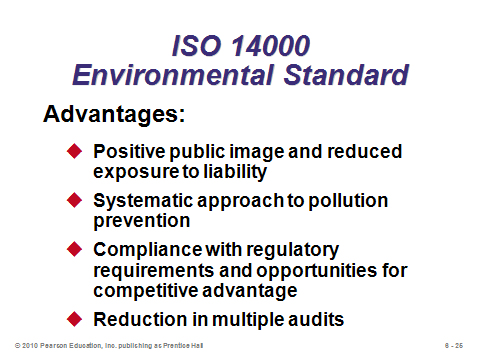 ISO 14000
Environmental Standard
Advantages:
Positive public image and reduced
exposure to liability
Systematic approach to pollution
prevention
Compliance with regulatory
requirements and opportunities for
competitive advantage
Reduction in multiple audits
© 2010 Pearson Education, Inc. publishing as Prentice Hall
6 - 25